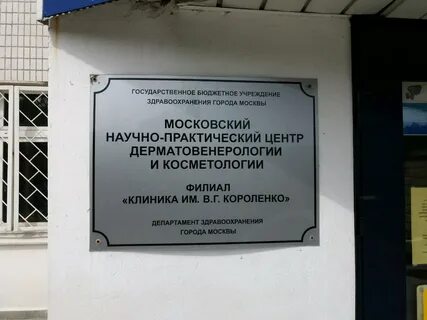 ГОСУДАРСТВЕННОЕ БЮДЖЕТНОЕ УЧРЕЖДЕНИЕ
ЗДРАВООХРАНЕНИЯ ГОРОДА МОСКВЫ
МОСКОВСКИЙ
НАУЧНО-ПРАКТИЧЕСКИЙ ЦЕНТР
ДЕРМАТОВЕНЕРОЛОГИИ
И КОСМЕТОЛОГИИ
ФИЛИАЛ
«КЛИНИКА ИМ. В.Г. КОРОЛЕНКО»
ДЕПАРТАМЕНТ ЗДРАВООХРАНЕНИЯ
ГОРОДА МОСКВЫ